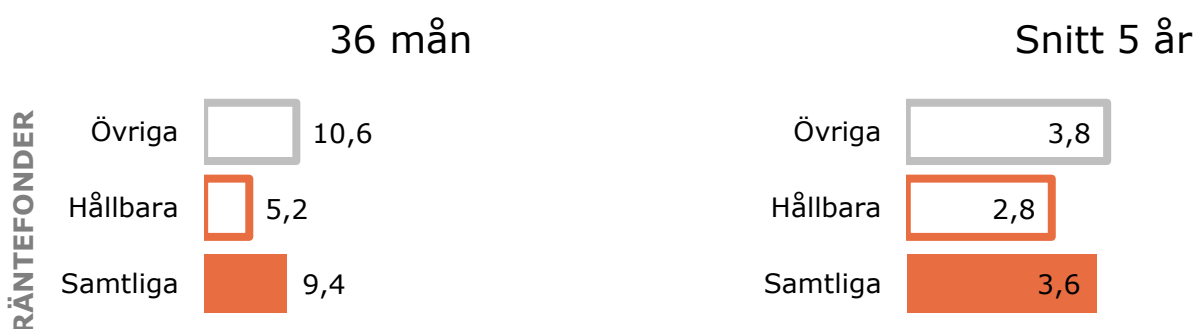 36 mån
Snitt 5 år
RÄNTEFONDER
Övriga 10,6
Hållbara 5,2
Samtliga 9,4
Övriga 3,8
Hållbara 2,8
Samtliga 3,6